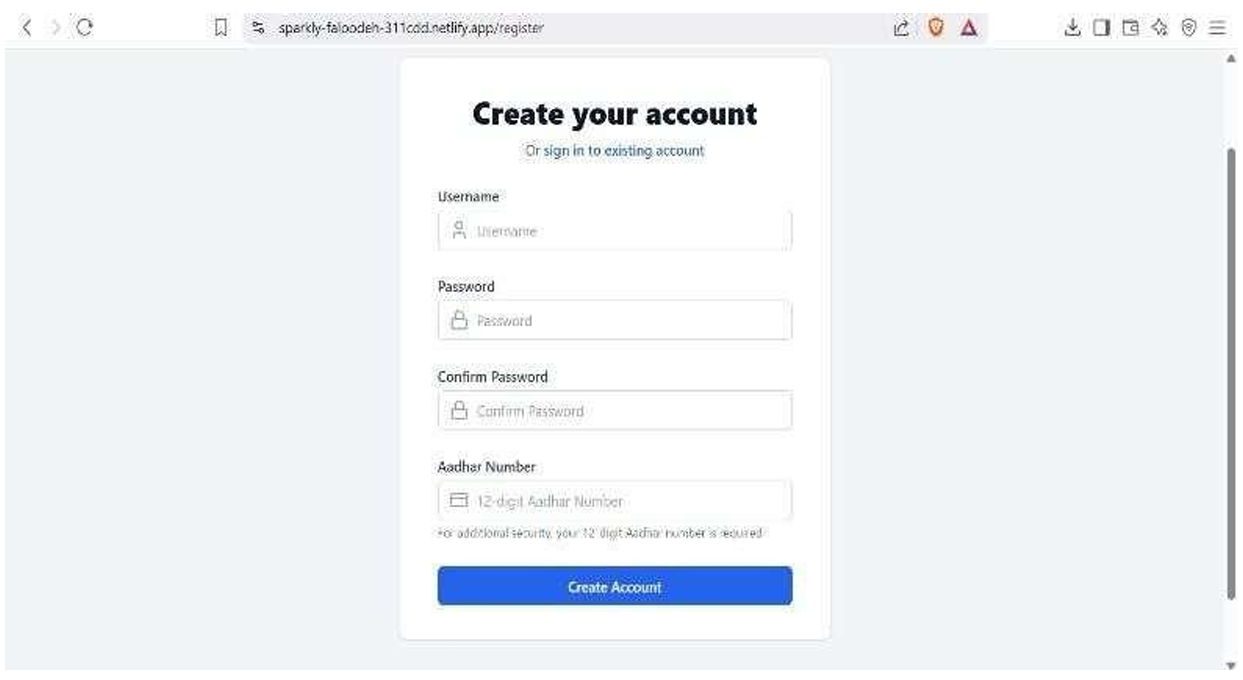 sparkly-faloodeh-311cdd.netlify.app/register
Create your account
Or sign in to existing account
Username
Username
Password
Password
Confirm Password
Confirm Password
Aadhar Number
12-digit Aadhar Number
For additional security, your 12-digit Aadhar number is required
Create Account